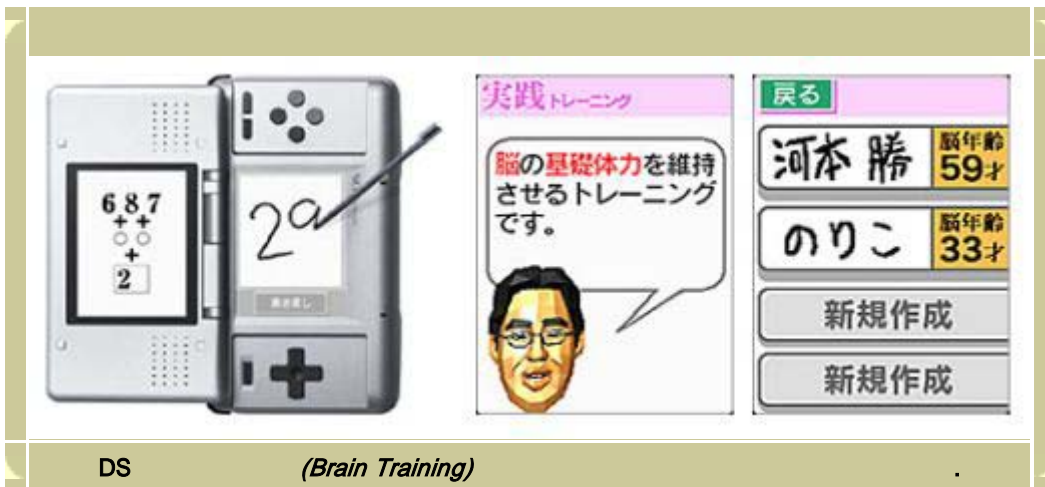 6 8 7
+ +
+
2
2
実践トレーニング
脳の基礎体力を維持
させるトレーニング
です。
戻る
河本 勝
脳年齢
59才
のりこ
脳年齢
33才
新規作成
新規作成
DS (Brain Training) .